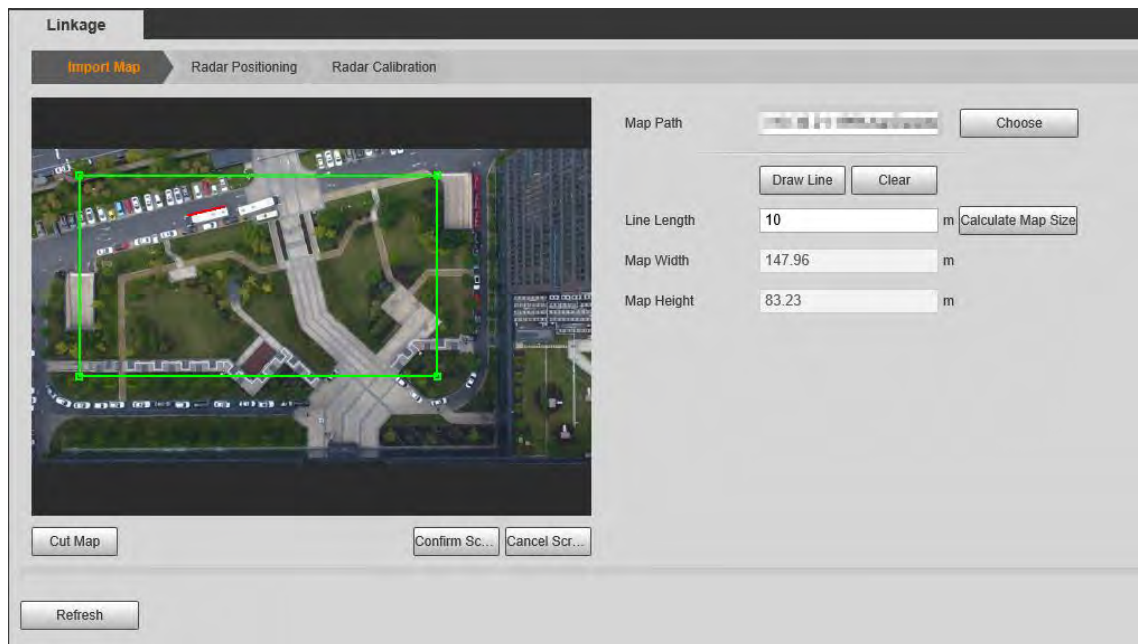 Linkage
Import Map Radar Positioning Radar Calibration
Map Path Choose
Draw Line Clear
Line Length 10 m Calculate Map Size
Map Width 147.96 m
Map Height 83.23 m
Cut Map Confirm Sc... Cancel Scr...
Refresh